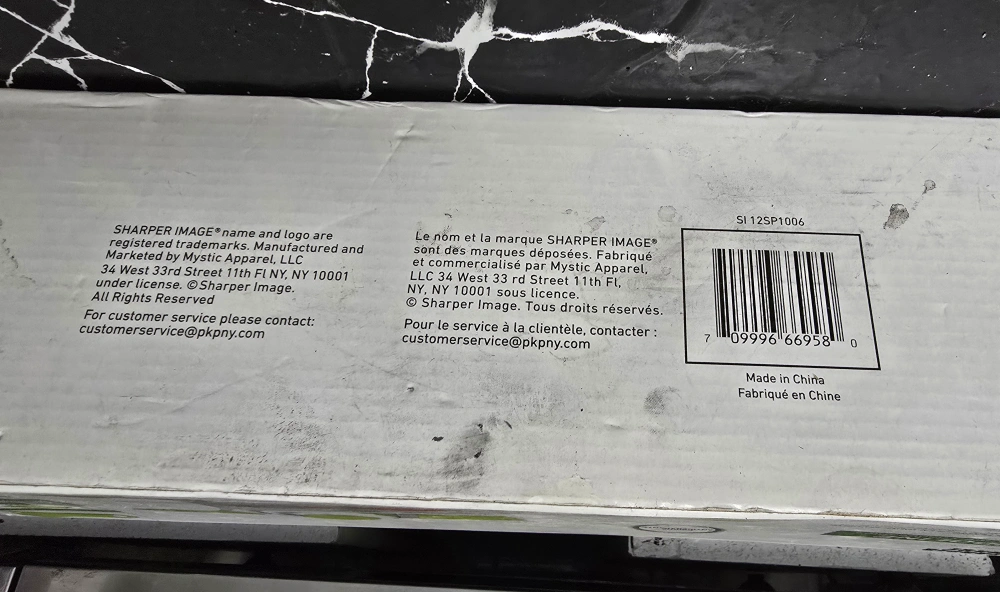 SHARPER IMAGE® name and logo are
registered trademarks. Manufactured and
Marketed by Mystic Apparel, LLC
34 West 33rd Street 11th Fl NY, NY 10001
under license. © Sharper Image.
All Rights Reserved
For customer service please contact:
customerservice@pkpny.com
Le nom et la marque SHARPER IMAGE®
sont des marques déposées. Fabriqué
et commercialisé par Mystic Apparel,
LLC 34 West 33 rd Street 11th Fl,
NY, NY 10001 sous licence.
© Sharper Image. Tous droits réservés.
Pour le service à la clientèle, contacter :
customerservice@pkpny.com
SI 12SP1006
7 09996 66958 0
Made in China
Fabriqué en Chine